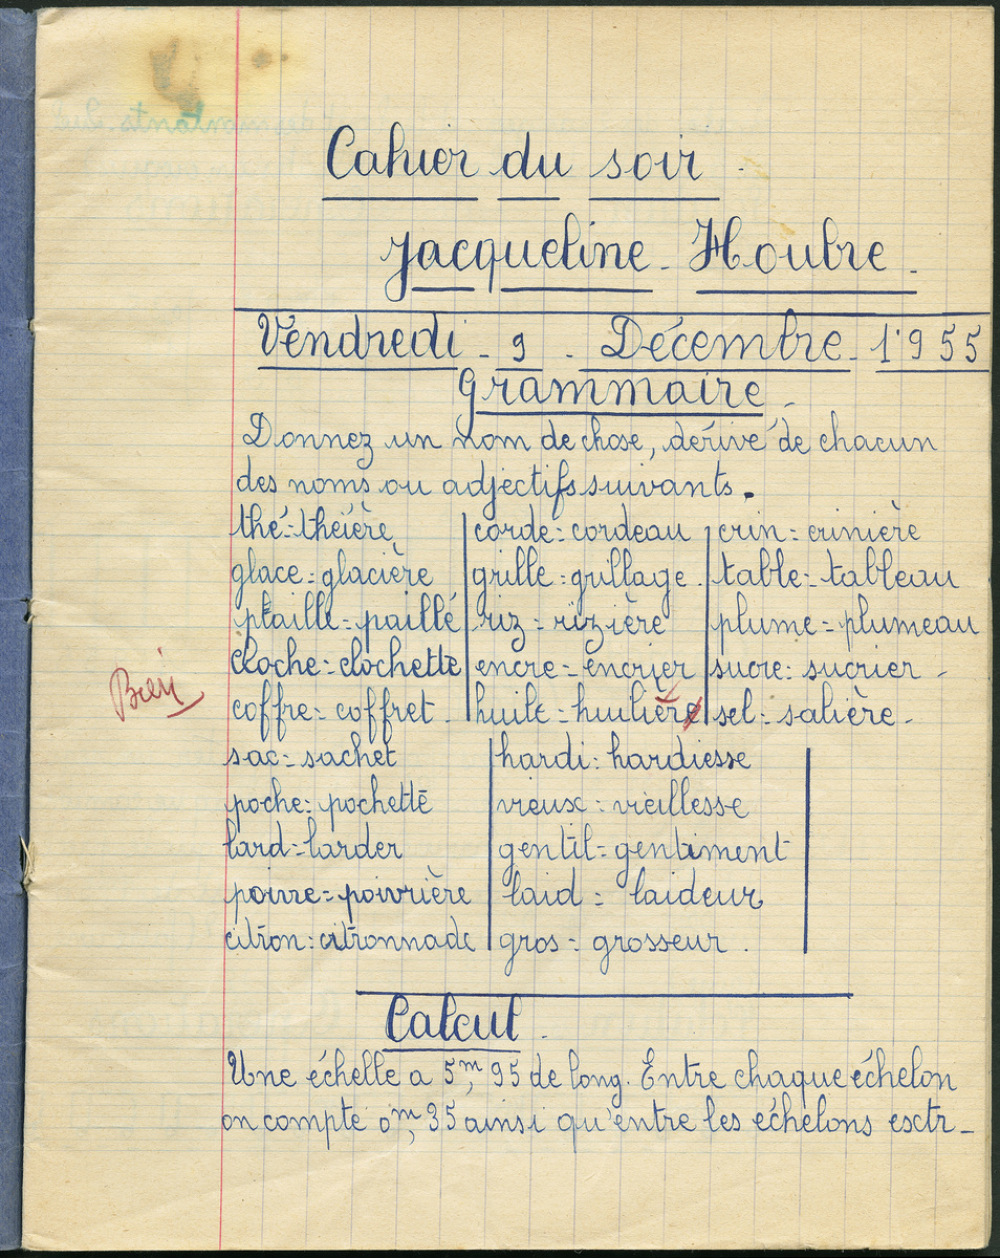 Cahier du soir
Jacqueline Houbre.
Vendredi - 9 - Décembre - 1955
Grammaire -
Donnez un nom de chose, dérivé de chacun
des noms ou adjectifs suivants.
thé = théière | corde = cordeau | crin = crinière
glace = glacière | grille = grillage. | table = tableau
paille = paillé | riz = rizière | plume = plumeau
cloche = clochette | encre = encrier | sucre = sucrier -
coffre = coffret. | huile = huilière | sel = salière -
sac = sachet | hardi = hardiesse |
poche = pochette | vieux = vieillesse
lard = larder | gentil = gentiment
poivre = poivrière | laid = laideur
citron = citronnade | gros = grosseur.
Bien
Calcul.
Une échelle a 5m,95 de long. Entre chaque échelon
on compte 0m,35 ainsi qu'entre les échelons esctr-